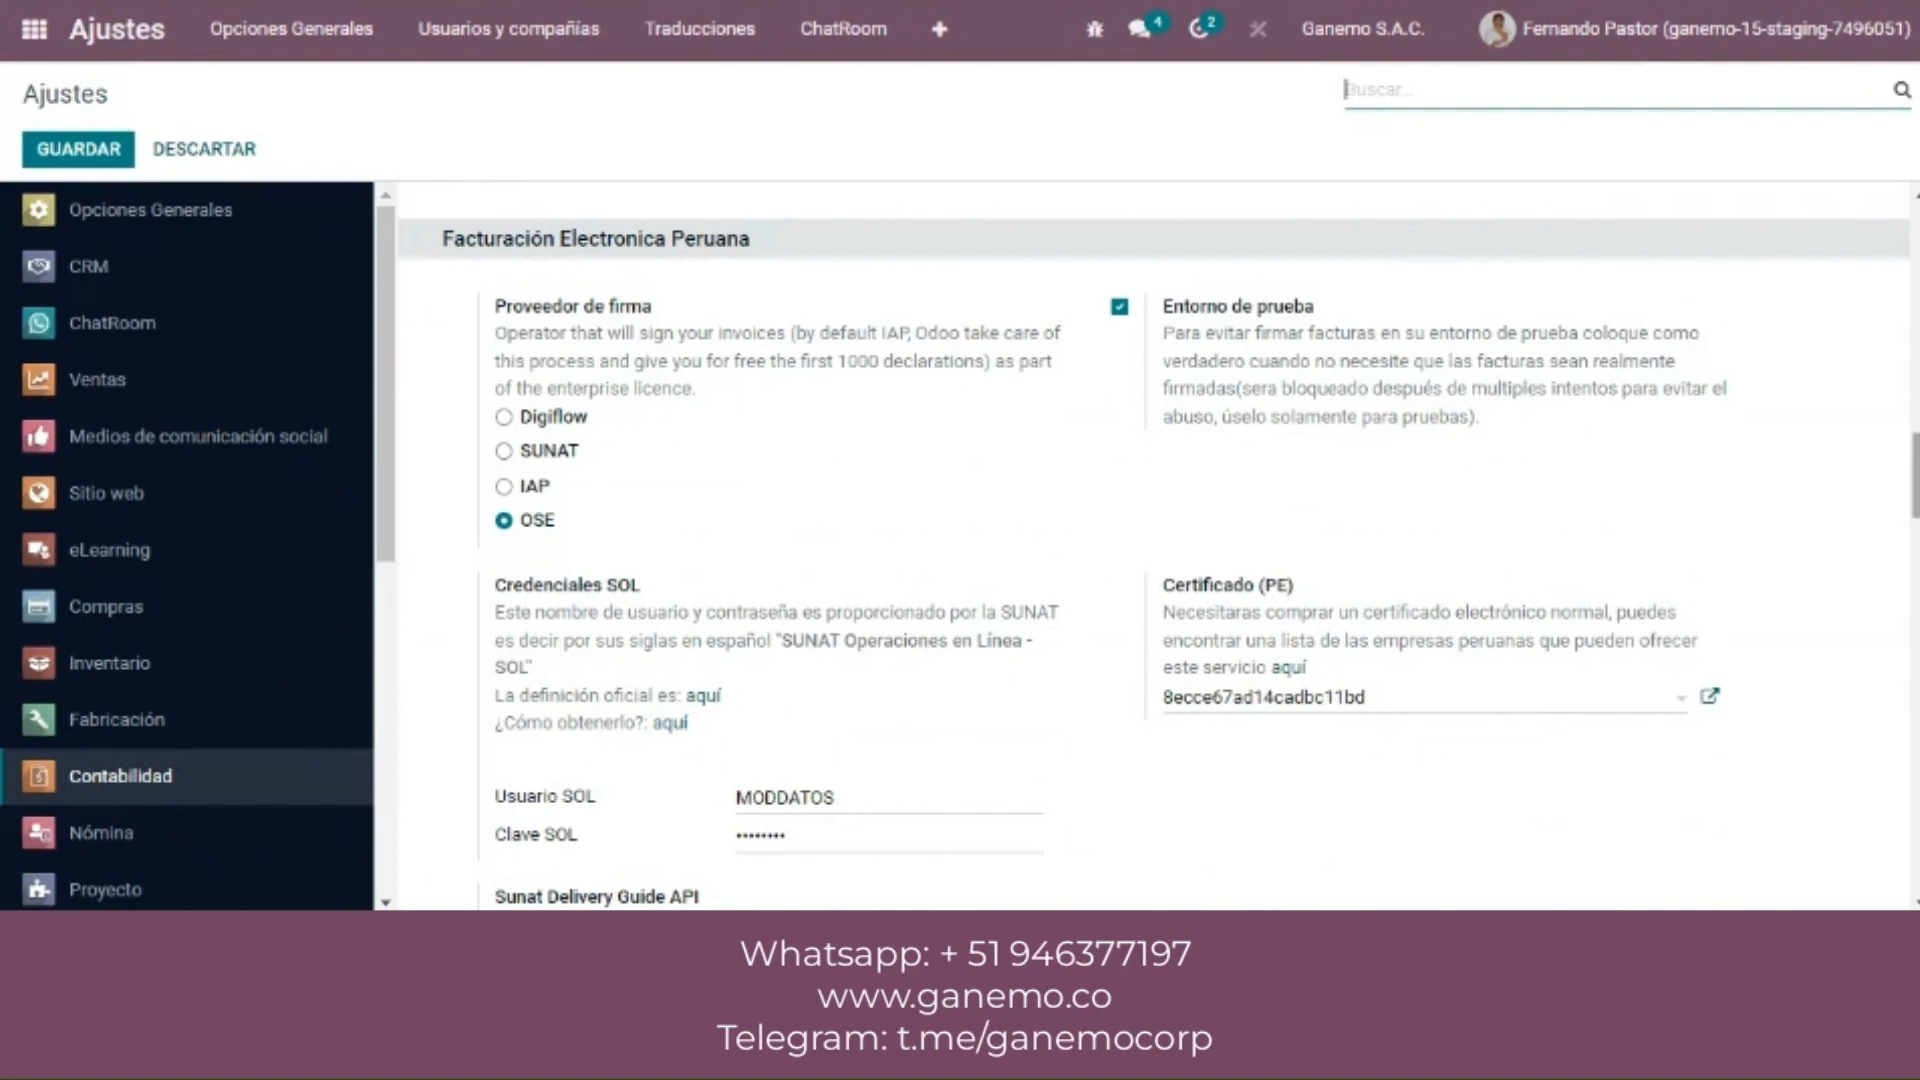 Ajustes
Opciones Generales
Usuarios y compañías
Traducciones
ChatRoom
4
2
Ganemo S.A.C.
Fernando Pastor (ganemo-15-staging-7496051)
Ajustes
Buscar...
GUARDAR
DESCARTAR
Opciones Generales
CRM
ChatRoom
Ventas
Medios de comunicación social
Sitio web
eLearning
Compras
Inventario
Fabricación
Contabilidad
Nómina
Proyecto
Facturación Electronica Peruana
Proveedor de firma
Operator that will sign your invoices (by default IAP, Odoo take care of
this process and give you for free the first 1000 declarations) as part
of the enterprise licence.
Digiflow
SUNAT
IAP
OSE
Entorno de prueba
Para evitar firmar facturas en su entorno de prueba coloque como
verdadero cuando no necesite que las facturas sean realmente
firmadas(sera bloqueado después de multiples intentos para evitar el
abuso, úselo solamente para pruebas).
Credenciales SOL
Este nombre de usuario y contraseña es proporcionado por la SUNAT
es decir por sus siglas en español "SUNAT Operaciones en Línea -
SOL"
La definición oficial es: aquí
¿Cómo obtenerlo?: aquí
Usuario SOL
MODDATOS
Clave SOL
••••••••
Certificado (PE)
Necesitaras comprar un certificado electrónico normal, puedes
encontrar una lista de las empresas peruanas que pueden ofrecer
este servicio aquí
8ecce67ad14cadbc11bd
Sunat Delivery Guide API
Whatsapp: + 51 946377197
www.ganemo.co
Telegram: t.me/ganemocorp